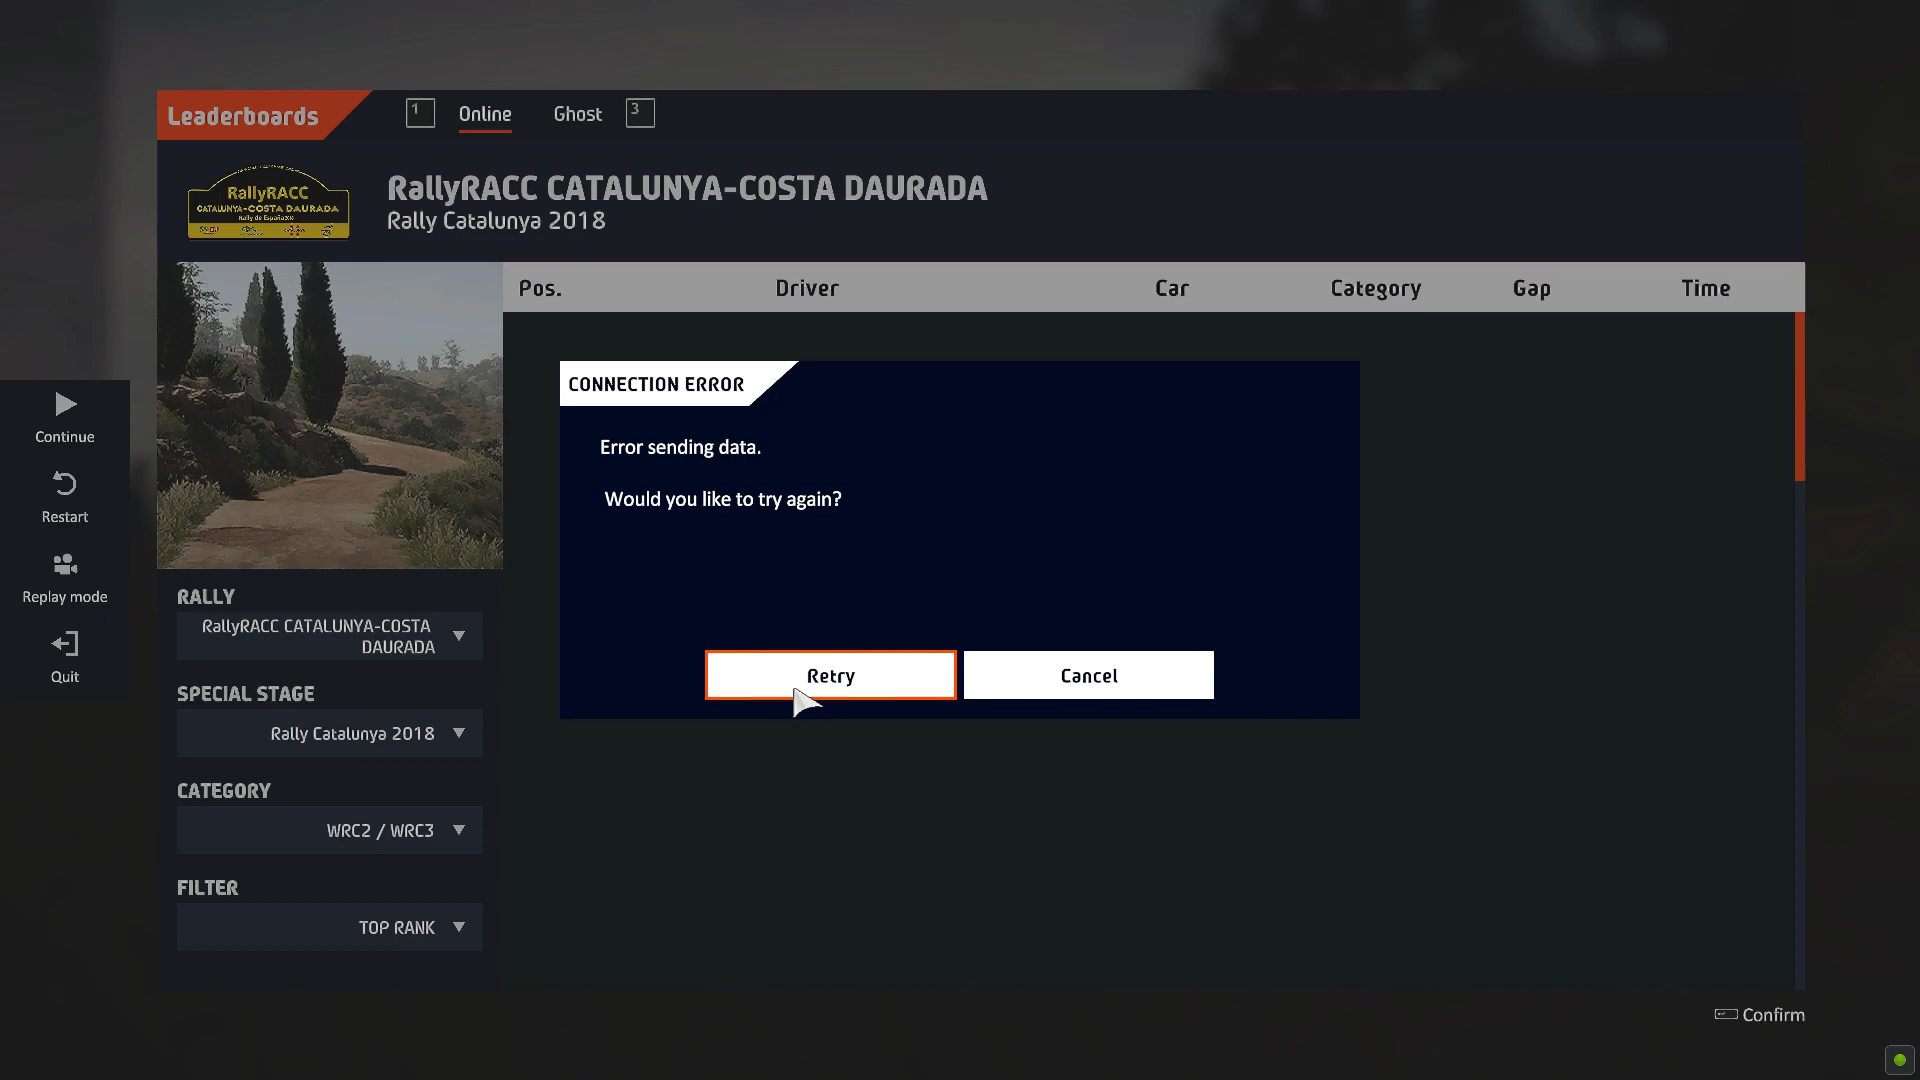 Leaderboards
1
Online
Ghost
3
RallyRACC
CATALUNYA-COSTA DAURADA
Rally de España
RallyRACC CATALUNYA-COSTA DAURADA
Rally Catalunya 2018
Pos.
Driver
Car
Category
Gap
Time
CONNECTION ERROR
Error sending data.
Would you like to try again?
Retry
Cancel
Continue
Restart
Replay mode
Quit
RALLY
RallyRACC CATALUNYA-COSTA
DAURADA
SPECIAL STAGE
Rally Catalunya 2018
CATEGORY
WRC2 / WRC3
FILTER
TOP RANK
Confirm